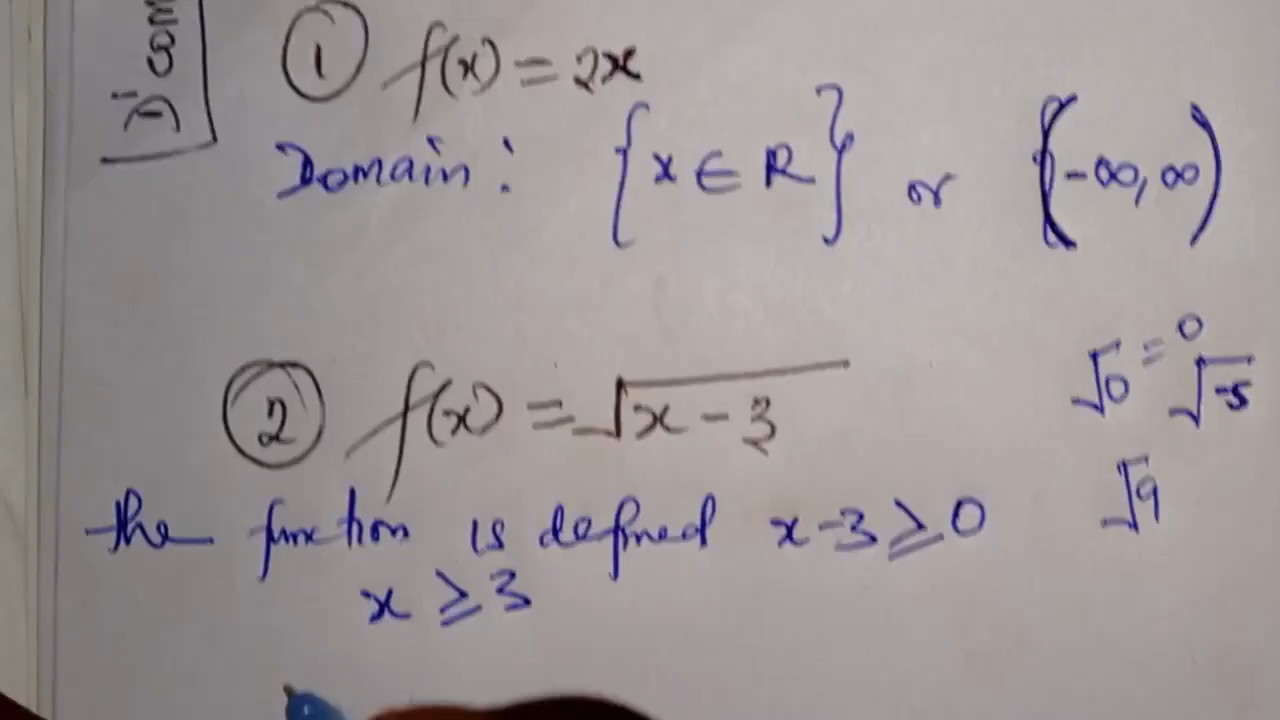 ① f(x) = 2x
Domain: {x ∈ R} or (-∞, ∞)
② f(x) = √(x-3)
√0 = 0 √-5
√9
the function is defined x-3 ≥ 0
x ≥ 3